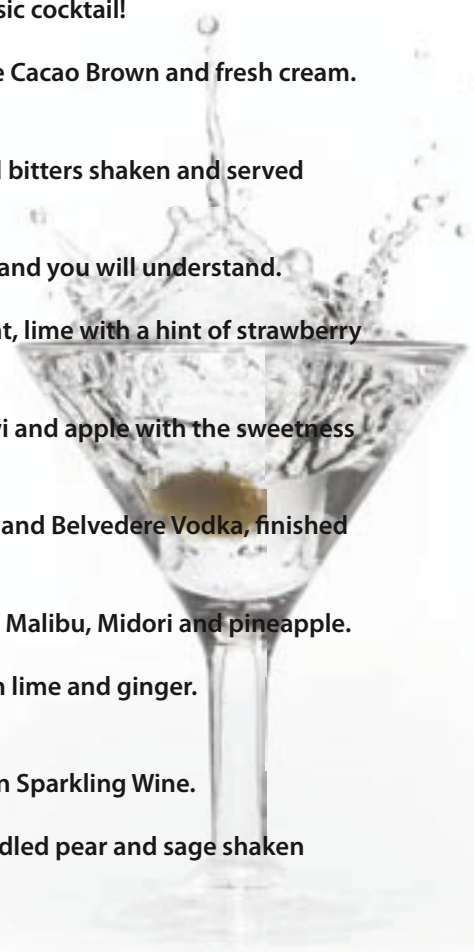 sic cocktail!
e Cacao Brown and fresh cream.
bitters shaken and served
and you will understand.
t, lime with a hint of strawberry
i and apple with the sweetness
and Belvedere Vodka, finished
Malibu, Midori and pineapple.
lime and ginger.
n Sparkling Wine.
dled pear and sage shaken